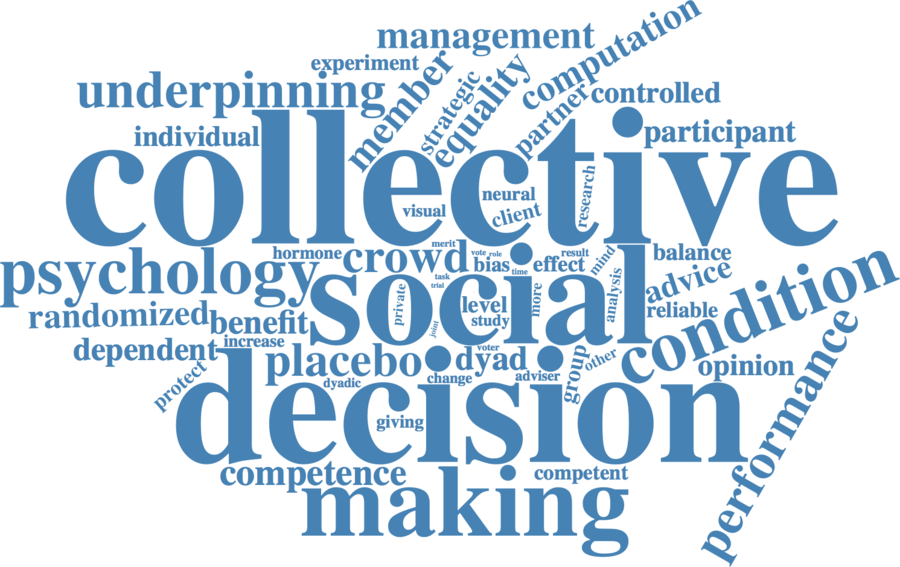 management
computation
experiment
member
strategic
equality
underpinning
partner
controlled
individual
participant
collective
research
neural
visual
client
hormone
merit
crowd
vote
role
bias
time
result
effect
mind
balance
psychology
task
trial
social
private
joint
level
study
more
analysis
advice
reliable
condition
randomized
benefit
increase
dependent
placebo
voter
dyad
group
other
opinion
protect
dyadic
change
adviser
performance
decision
giving
competence
competent
making